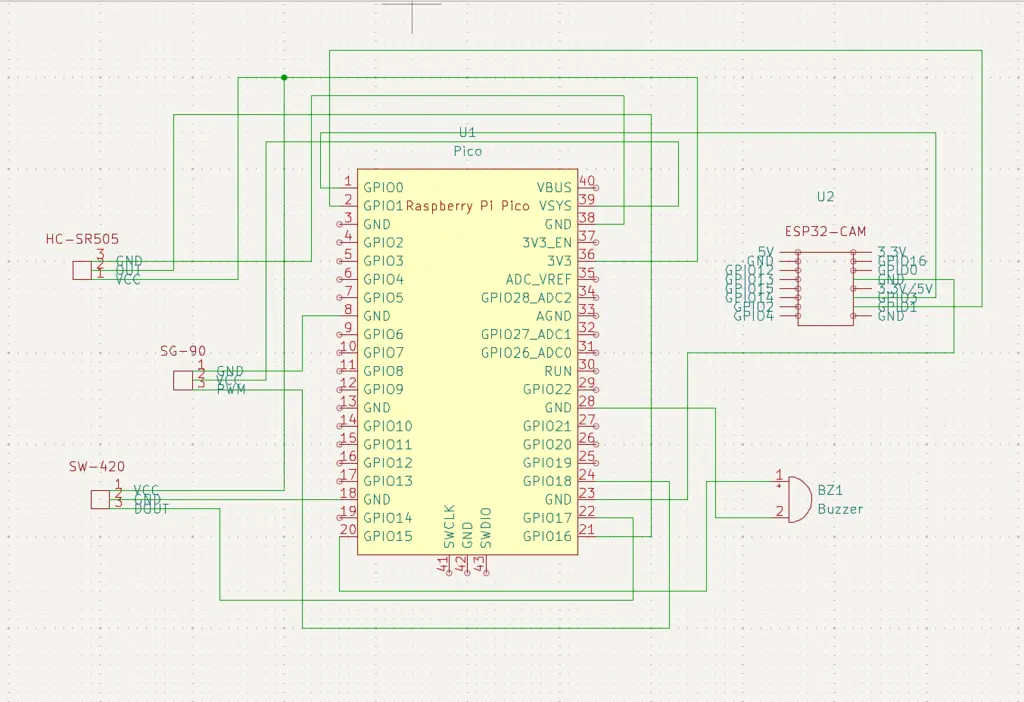 U1
Pico
1 GPIO0
2 GPIO1
3 GND
4 GPIO2
5 GPIO3
6 GPIO4
7 GPIO5
8 GND
9 GPIO6
10 GPIO7
11 GPIO8
12 GPIO9
13 GND
14 GPIO10
15 GPIO11
16 GPIO12
17 GPIO13
18 GND
19 GPIO14
20 GPIO15
Raspberry Pi Pico
VBUS 40
VSYS 39
GND 38
3V3_EN 37
3V3 36
ADC_VREF 35
GPIO28_ADC2 34
AGND 33
GPIO27_ADC1 32
GPIO26_ADC0 31
RUN 30
GPIO22 29
GND 28
GPIO21 27
GPIO20 26
GPIO19 25
GPIO18 24
GND 23
GPIO17 22
GPIO16 21
SWCLK 41
GND 42
SWDIO 43
HC-SR505
3 GND
2 OUT
1 VCC
SG-90
1 GND
2 VCC
3 PWM
SW-420
1 VCC
2 GND
3 DOUT
U2
ESP32-CAM
5V
GND
GPIO12
GPIO13
GPIO15
GPIO14
GPIO2
GPIO4
3.3V
GPIO16
GPIO0
GND
3.3V/5V
GPIO3
GPIO1
GND
1
+
2
BZ1
Buzzer